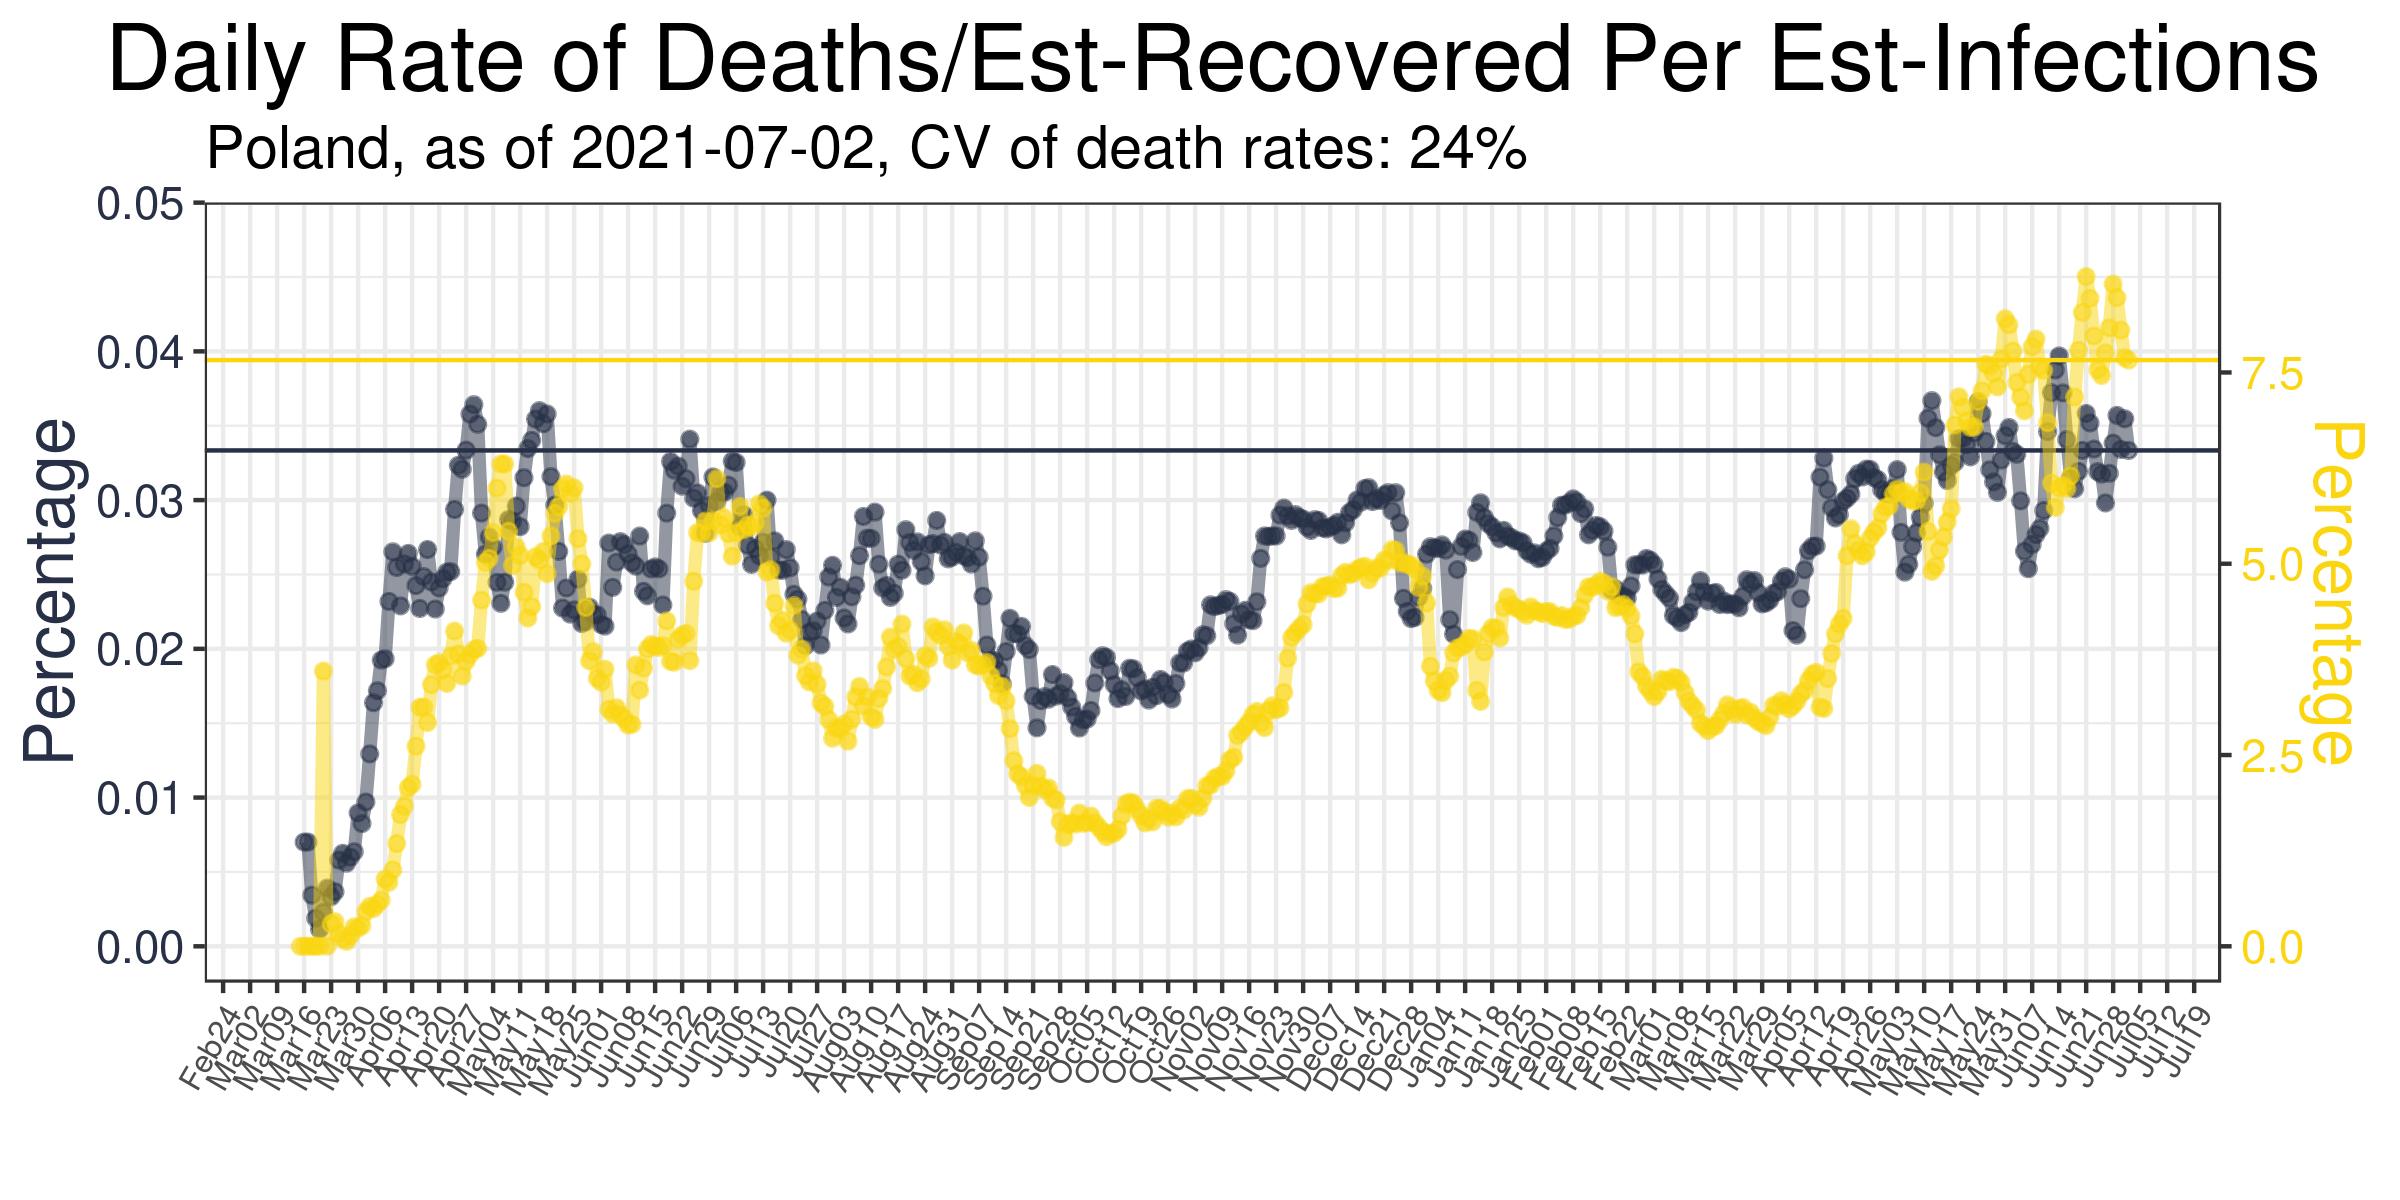 Daily Rate of Deaths/Est-Recovered Per Est-Infections
Poland, as of 2021-07-02, CV of death rates: 24%
Percentage
0.05
0.04
0.03
0.02
0.01
0.00
7.5
5.0
2.5
0.0
Percentage
Feb24
Mar02
Mar09
Mar16
Mar23
Mar30
Apr06
Apr13
Apr20
Apr27
May04
May11
May18
May25
Jun01
Jun08
Jun15
Jun22
Jun29
Jul06
Jul13
Jul20
Jul27
Aug03
Aug10
Aug17
Aug24
Aug31
Sep07
Sep14
Sep21
Sep28
Oct05
Oct12
Oct19
Oct26
Nov02
Nov09
Nov16
Nov23
Nov30
Dec07
Dec14
Dec21
Dec28
Jan04
Jan11
Jan18
Jan25
Feb01
Feb08
Feb15
Feb22
Mar01
Mar08
Mar15
Mar22
Mar29
Apr05
Apr12
Apr19
Apr26
May03
May10
May17
May24
May31
Jun07
Jun14
Jun21
Jun28
Jul05
Jul12
Jul19